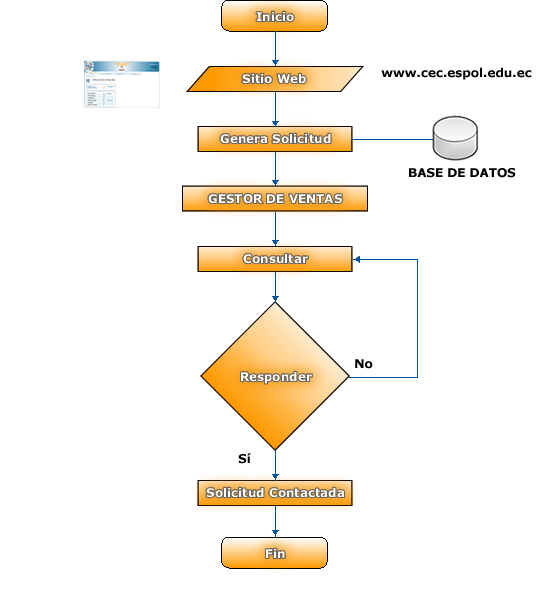 Inicio
Sitio Web
www.cec.espol.edu.ec
Genera Solicitud
BASE DE DATOS
GESTOR DE VENTAS
Consultar
Responder
No
Sí
Solicitud Contactada
Fin